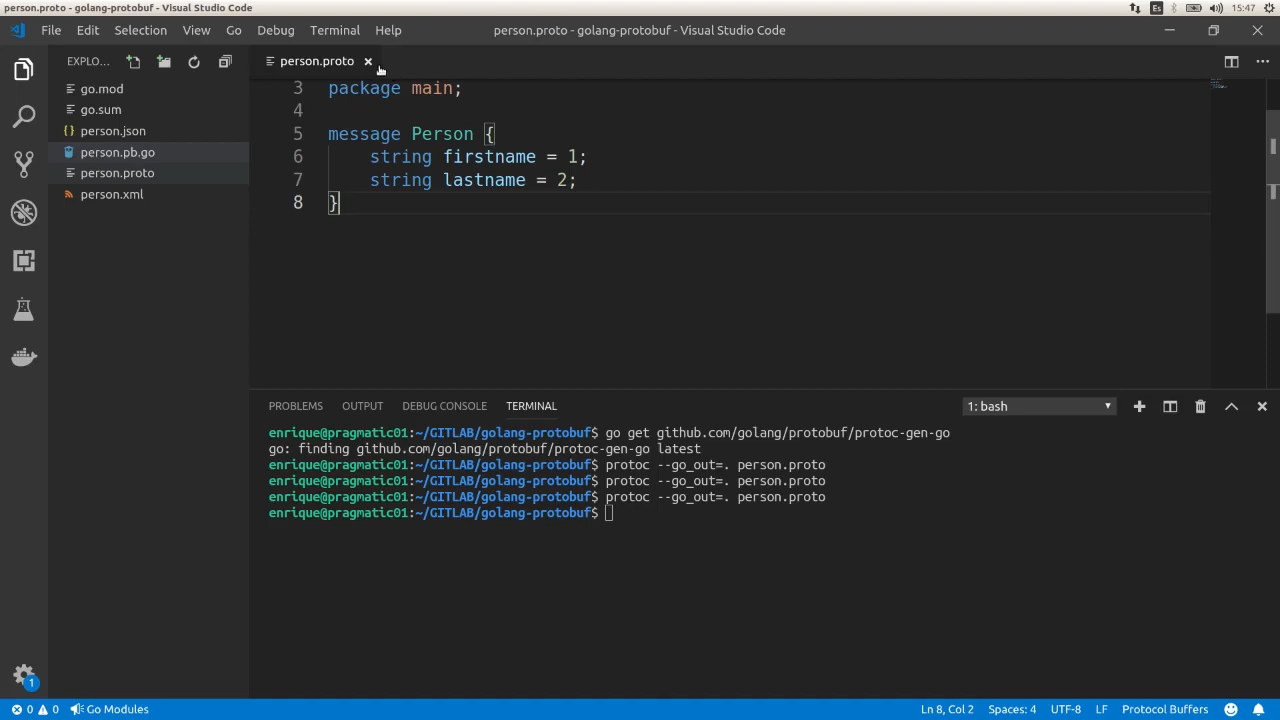 person.proto - golang-protobuf - Visual Studio Code
Es
15:47
File Edit Selection View Go Debug Terminal Help
person.proto - golang-protobuf - Visual Studio Code
EXPLO...
go.mod
go.sum
{} person.json
person.pb.go
person.proto
person.xml
person.proto
3 package main;
4
5 message Person {
6 string firstname = 1;
7 string lastname = 2;
8 }
PROBLEMS OUTPUT DEBUG CONSOLE TERMINAL
1: bash
enrique@pragmatic01:~/GITLAB/golang-protobuf$ go get github.com/golang/protobuf/protoc-gen-go
go: finding github.com/golang/protobuf/protoc-gen-go latest
enrique@pragmatic01:~/GITLAB/golang-protobuf$ protoc --go_out=. person.proto
enrique@pragmatic01:~/GITLAB/golang-protobuf$ protoc --go_out=. person.proto
enrique@pragmatic01:~/GITLAB/golang-protobuf$ protoc --go_out=. person.proto
enrique@pragmatic01:~/GITLAB/golang-protobuf$
1
0 0 Go Modules
Ln 8, Col 2 Spaces: 4 UTF-8 LF Protocol Buffers